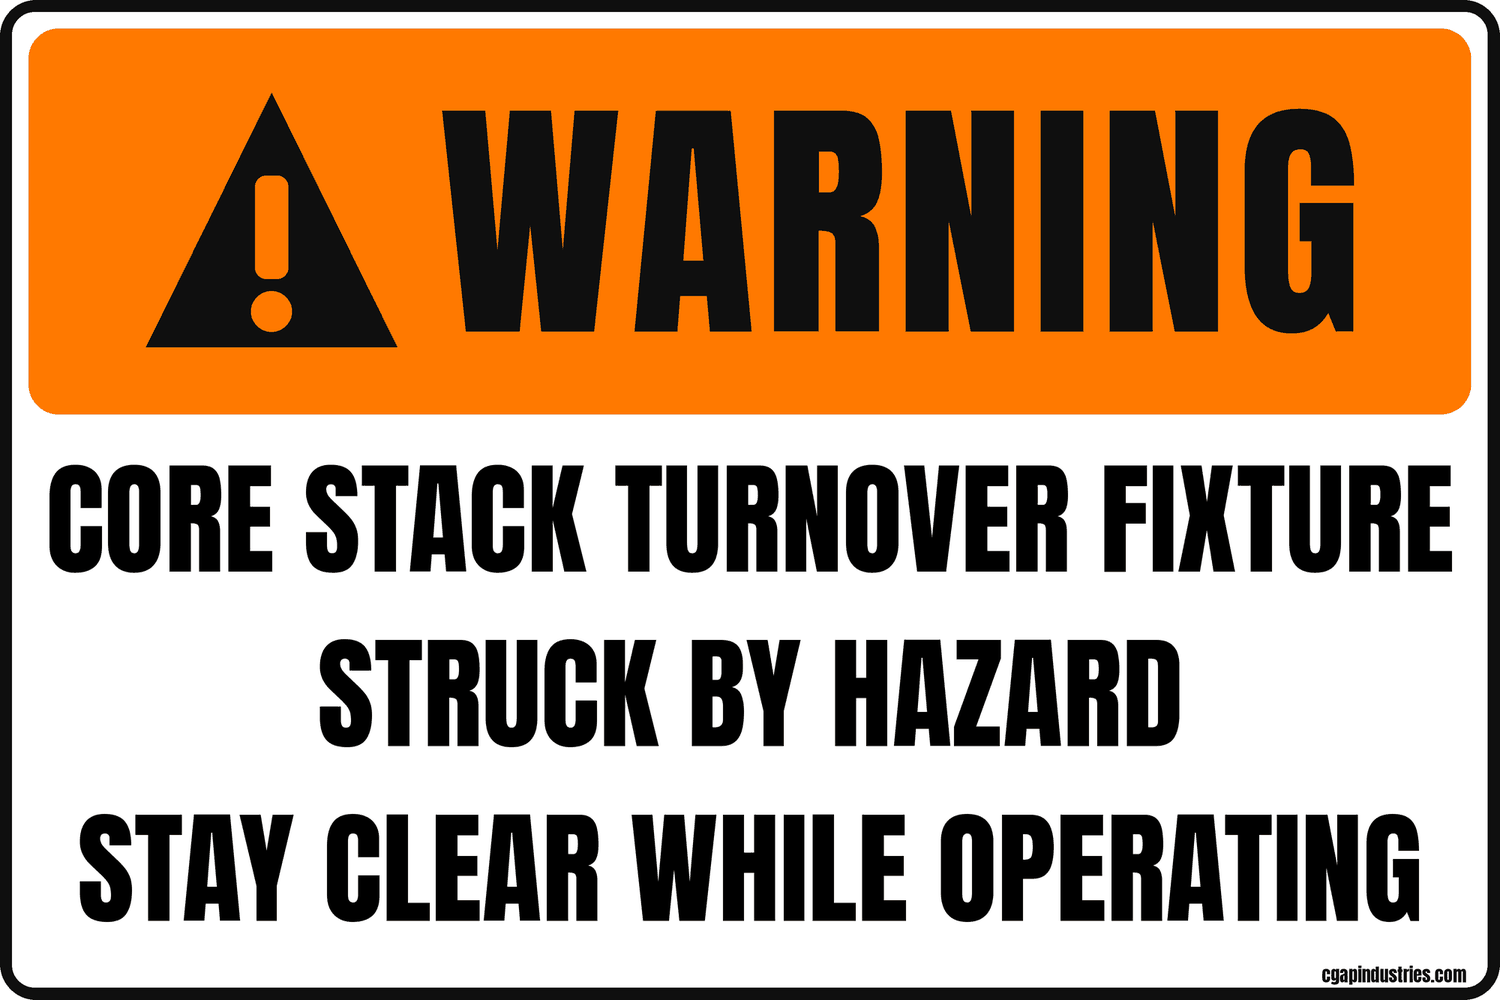 WARNING
CORE STACK TURNOVER FIXTURE
STRUCK BY HAZARD
STAY CLEAR WHILE OPERATING
cgapindustries.com